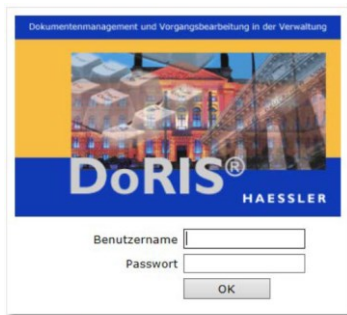 Dokumentenmanagement und Vorgangsbearbeitung in der Verwaltung
DoRIS®
HAESSLER
Benutzername
Passwort
OK